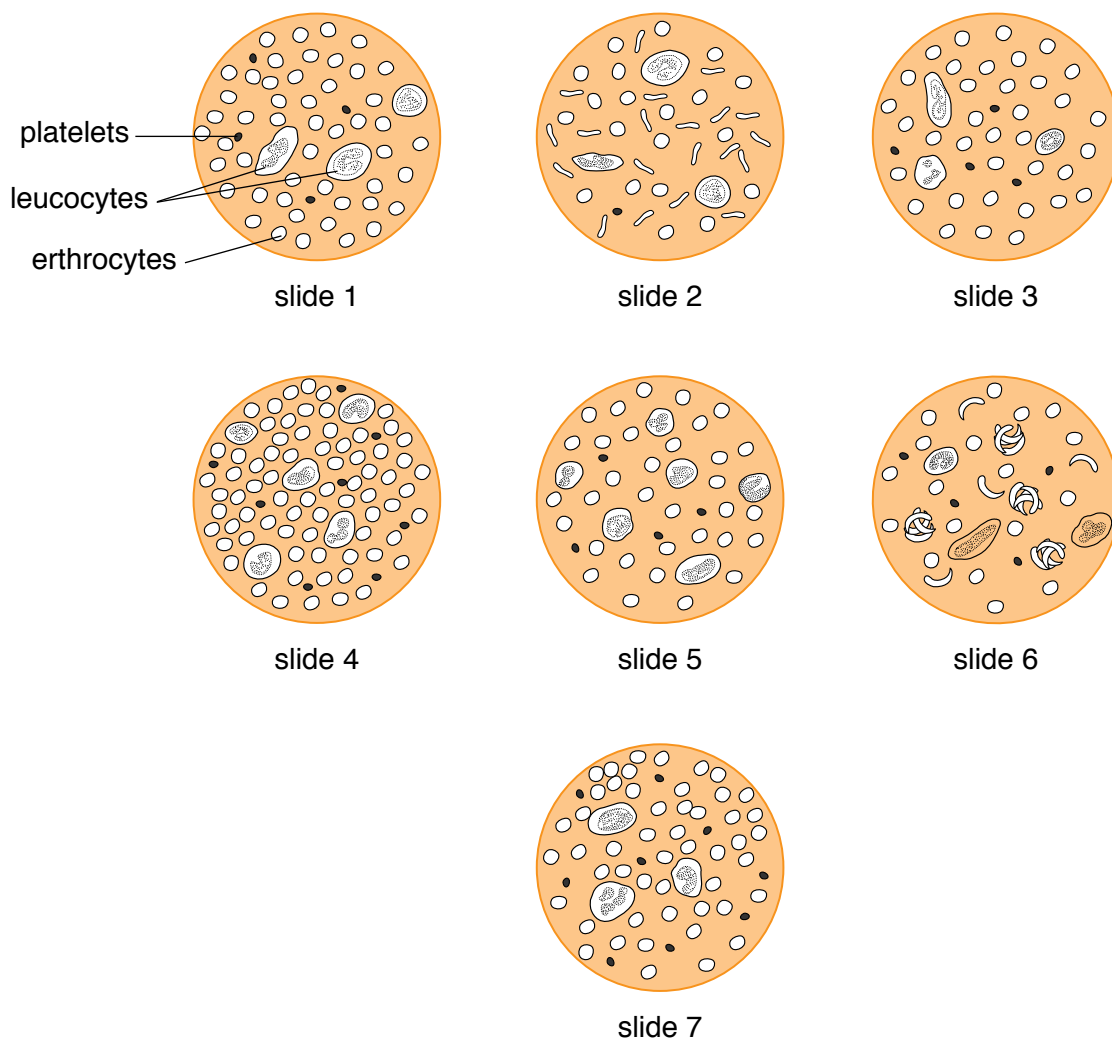 platelets
leucocytes
erthrocytes
slide 1
slide 2
slide 3
slide 4
slide 5
slide 6
slide 7